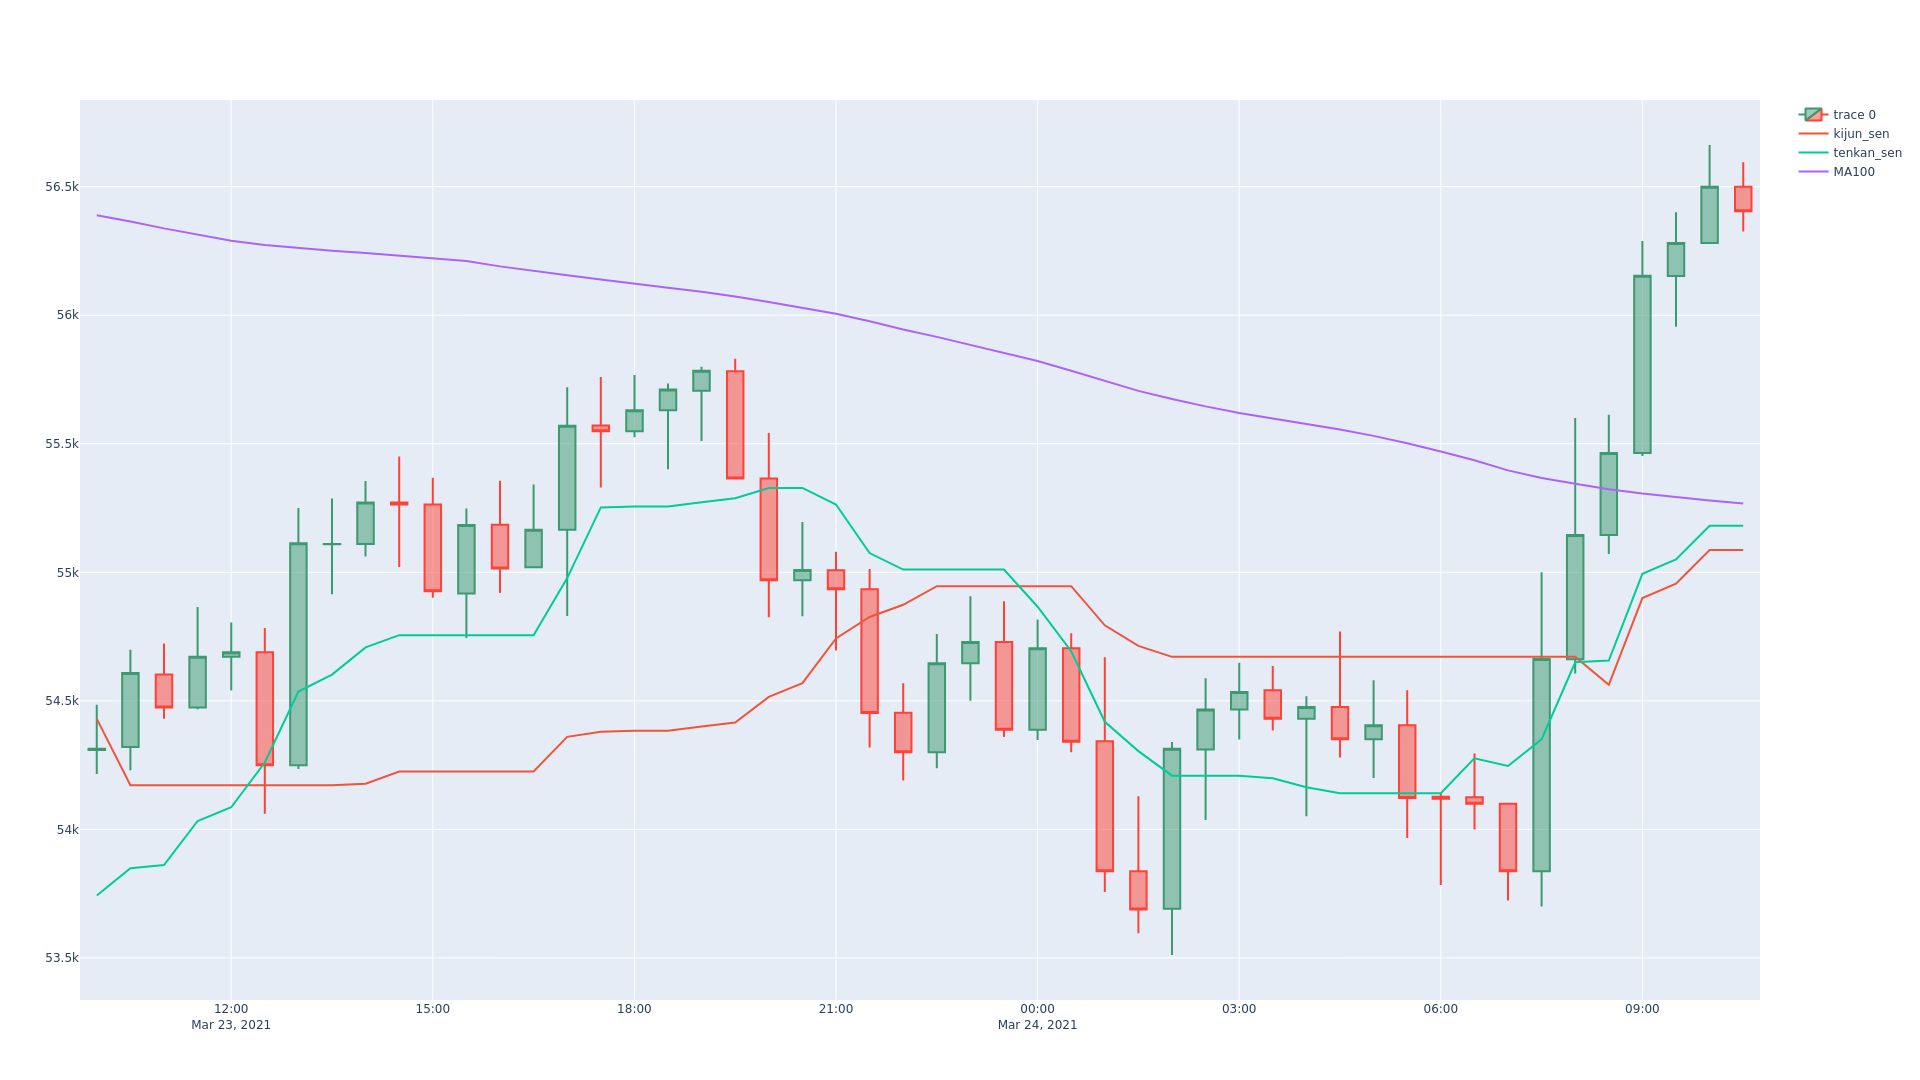 trace 0
kijun_sen
tenkan_sen
MA100
56.5k
56k
55.5k
55k
54.5k
54k
53.5k
12:00 15:00 18:00 21:00 00:00 03:00 06:00 09:00
Mar 23, 2021 Mar 24, 2021